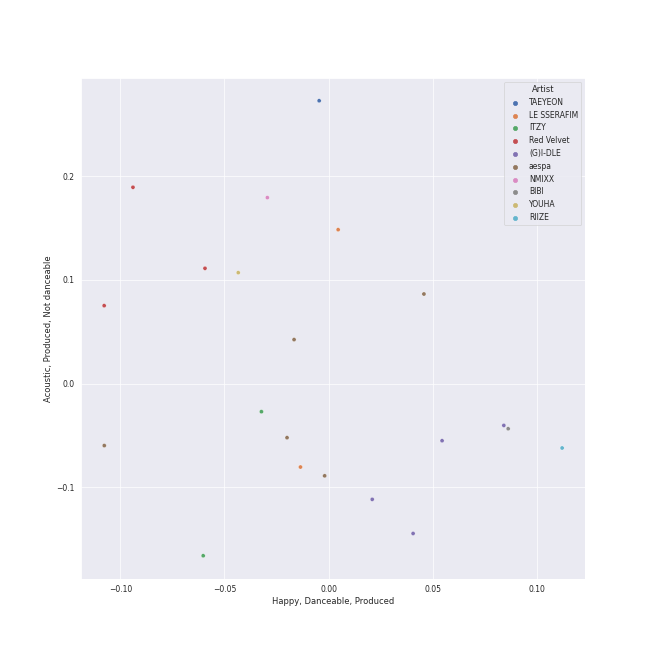 Artist
TAEYEON
LE SSERAFIM
ITZY
Red Velvet
(G)I-DLE
aespa
NMIXX
BIBI
YOUHA
RIIZE
Acoustic, Produced, Not danceable
0.2
0.1
0.0
−0.1
−0.10 −0.05 0.00 0.05 0.10
Happy, Danceable, Produced